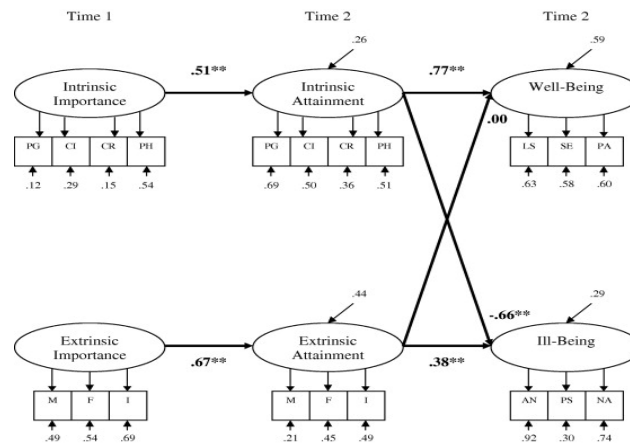 Time 1 Time 2 Time 2
.26 .59
.51** .77**
Intrinsic Importance
Intrinsic Attainment
Well-Being
.00
PG CI CR PH
PG CI CR PH
LS SE PA
.12 .29 .15 .54
.69 .50 .36 .51
.63 .58 .60
.44 .29
-.66**
Extrinsic Importance
Extrinsic Attainment
Ill-Being
.67** .38**
M F I
M F I
AN PS NA
.49 .54 .69
.21 .45 .49
.92 .30 .74